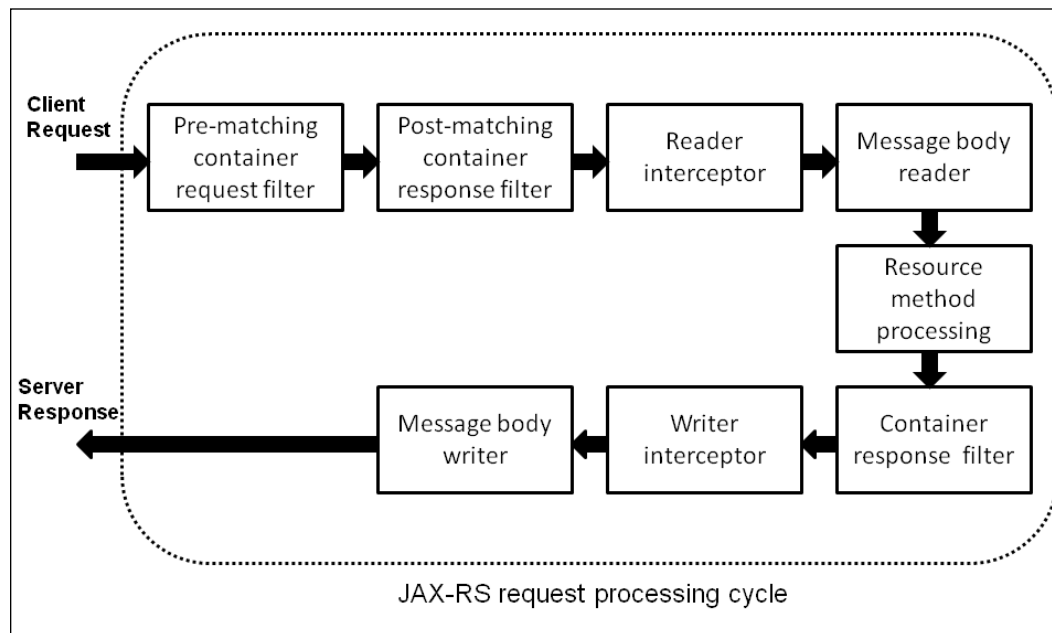 Client
Request
Pre-matching
container
request filter
Post-matching
container
response filter
Reader
interceptor
Message body
reader
Resource
method
processing
Container
response filter
Writer
interceptor
Message body
writer
Server
Response
JAX-RS request processing cycle